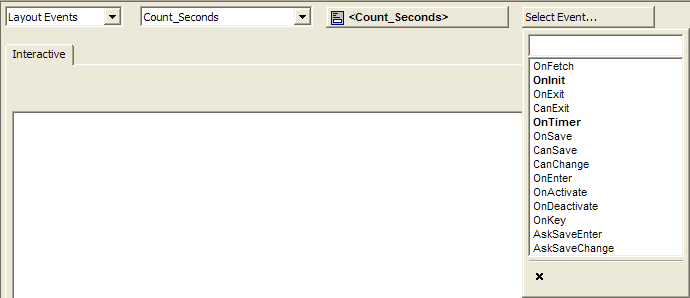 Layout Events Count_Seconds <Count_Seconds> Select Event...
Interactive
OnFetch
OnInit
OnExit
CanExit
OnTimer
OnSave
CanSave
CanChange
OnEnter
OnActivate
OnDeactivate
OnKey
AskSaveEnter
AskSaveChange